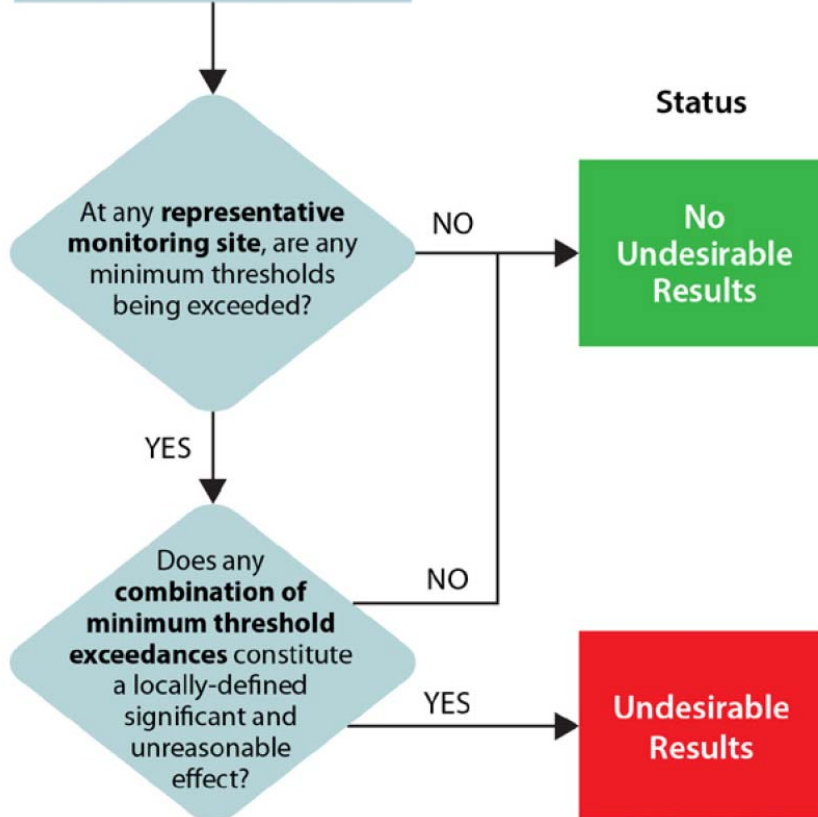 Status
At any representative
monitoring site, are any
minimum thresholds
being exceeded?
NO
No
Undesirable
Results
YES
Does any
combination of
minimum threshold
exceedances constitute
a locally-defined
significant and
unreasonable
effect?
NO
YES
Undesirable
Results